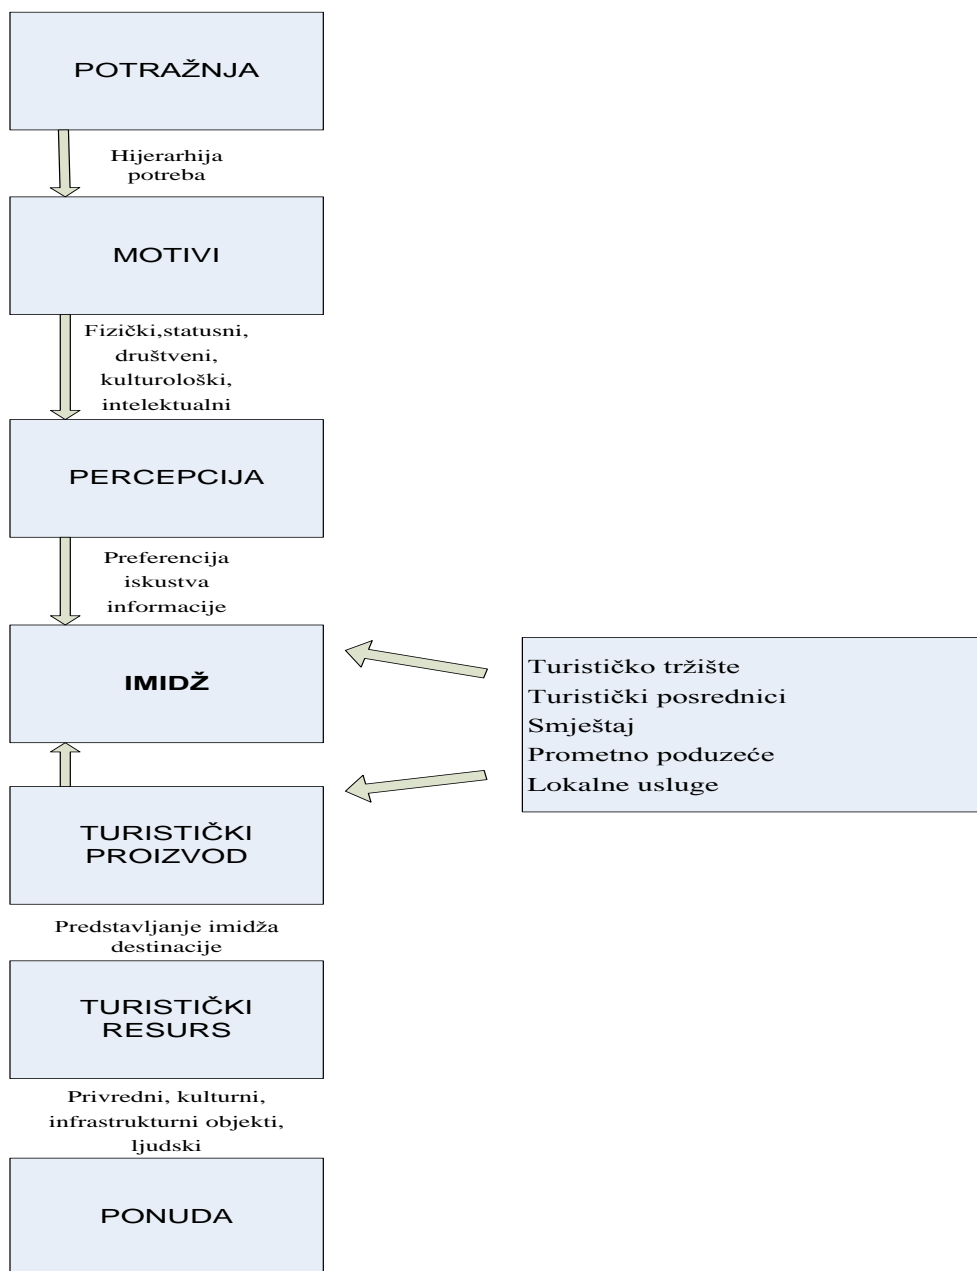 POTRAŽNJA
Hijerarhija
potreba
MOTIVI
Fizički,statusni,
društveni,
kulturološki,
intelektualni
PERCEPCIJA
Preferencija
iskustva
informacije
IMIDŽ
Turističko tržište
Turistički posrednici
Smještaj
Prometno poduzeće
Lokalne usluge
TURISTIČKI
PROIZVOD
Predstavljanje imidža
destinacije
TURISTIČKI
RESURS
Privredni, kulturni,
infrastrukturni objekti,
ljudski
PONUDA